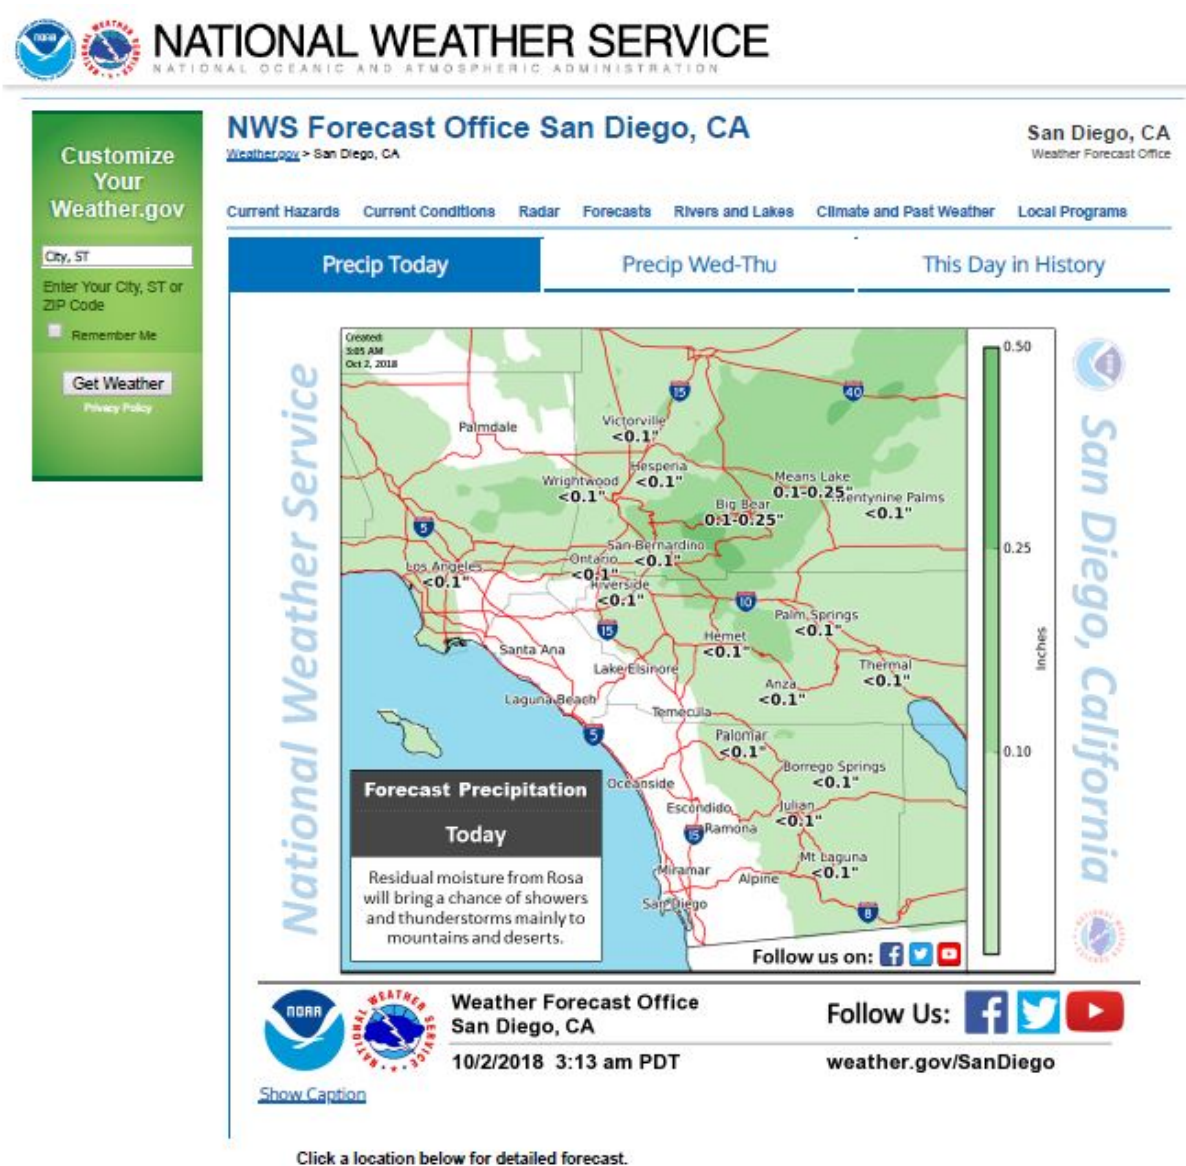 NATIONAL WEATHER SERVICE
NATIONAL OCEANIC AND ATMOSPHERIC ADMINISTRATION
Customize
Your
Weather.gov
City, ST
Enter Your City, ST or
ZIP Code
Remember Me
Get Weather
Privacy Policy
NWS Forecast Office San Diego, CA
Weather.gov > San Diego, CA
San Diego, CA
Weather Forecast Office
Current Hazards Current Conditions Radar Forecasts Rivers and Lakes Climate and Past Weather Local Programs
Precip Today Precip Wed-Thu This Day in History
National Weather Service
Created:
3:05 AM
Oct 2, 2018
15
40
Palmdale
Victorville
<0.1"
Hesperia
<0.1"
Wrightwood
<0.1"
Means Lake
0.1-0.25"
entynine Palms
<0.1"
Big Bear
0.1-0.25"
5
San Bernardino
<0.1"
Ontario
<0.1"
Los Angeles
<0.1"
Riverside
<0.1"
10
Palm Springs
<0.1"
15
Hemet
<0.1"
Santa Ana
Lake Elsinore
Thermal
<0.1"
Anza
<0.1"
Laguna Beach
Temecula
5
Palomar
<0.1"
Borrego Springs
<0.1"
Oceanside
Escondido
Julian
<0.1"
15
Ramona
Mt Laguna
<0.1"
Miramar
Alpine
San Diego
8
Forecast Precipitation
Today
Residual moisture from Rosa
will bring a chance of showers
and thunderstorms mainly to
mountains and deserts.
Follow us on:
0.50
0.25
0.10
Inches
San Diego, California
NOAA
Weather Forecast Office
San Diego, CA
10/2/2018 3:13 am PDT
Follow Us:
weather.gov/SanDiego
Show Caption
Click a location below for detailed forecast.